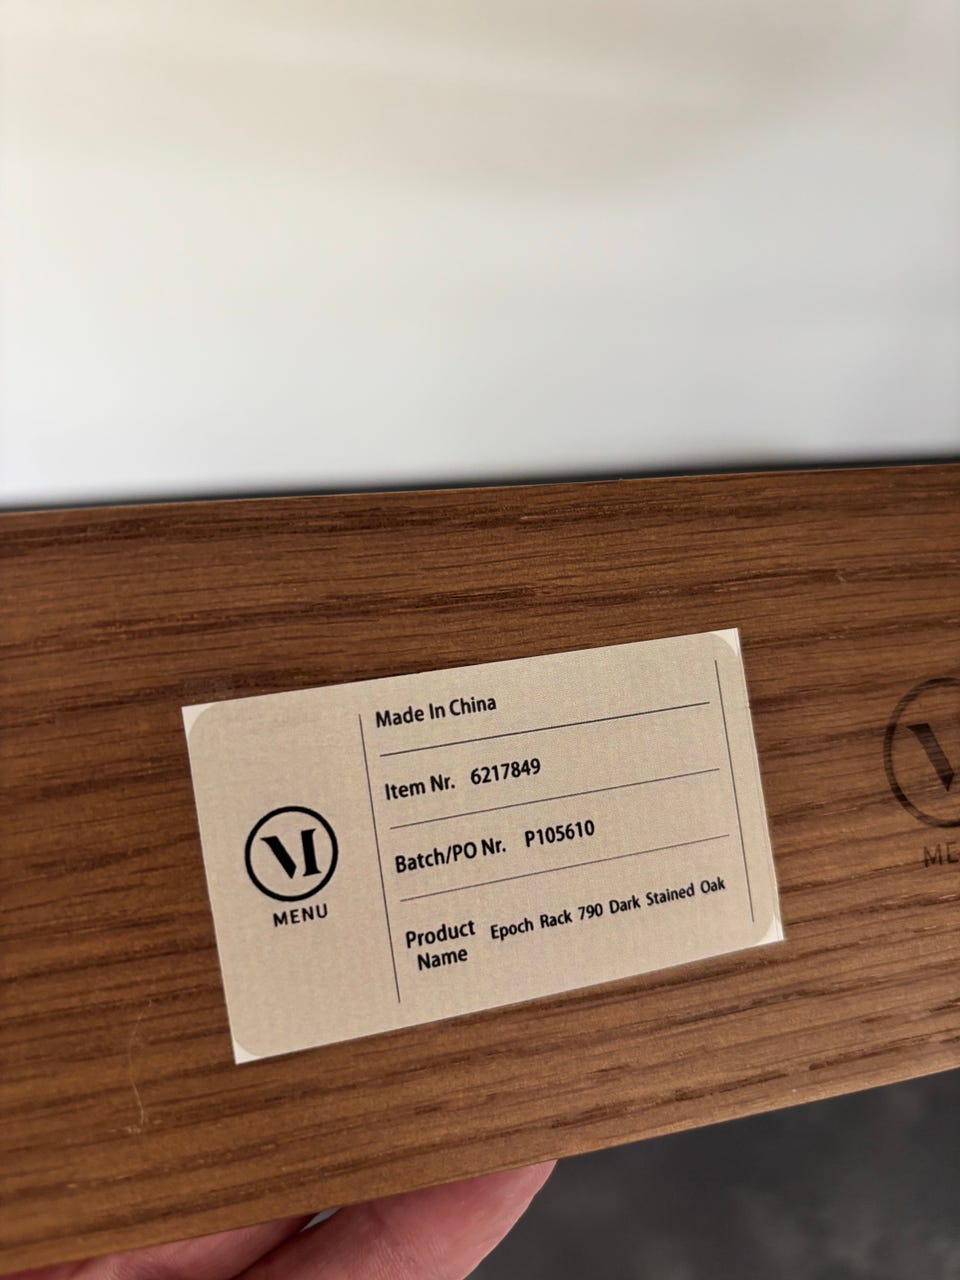 Made In China
Item Nr. 6217849
Batch/PO Nr. P105610
Product Name Epoch Rack 790 Dark Stained Oak
M
MENU